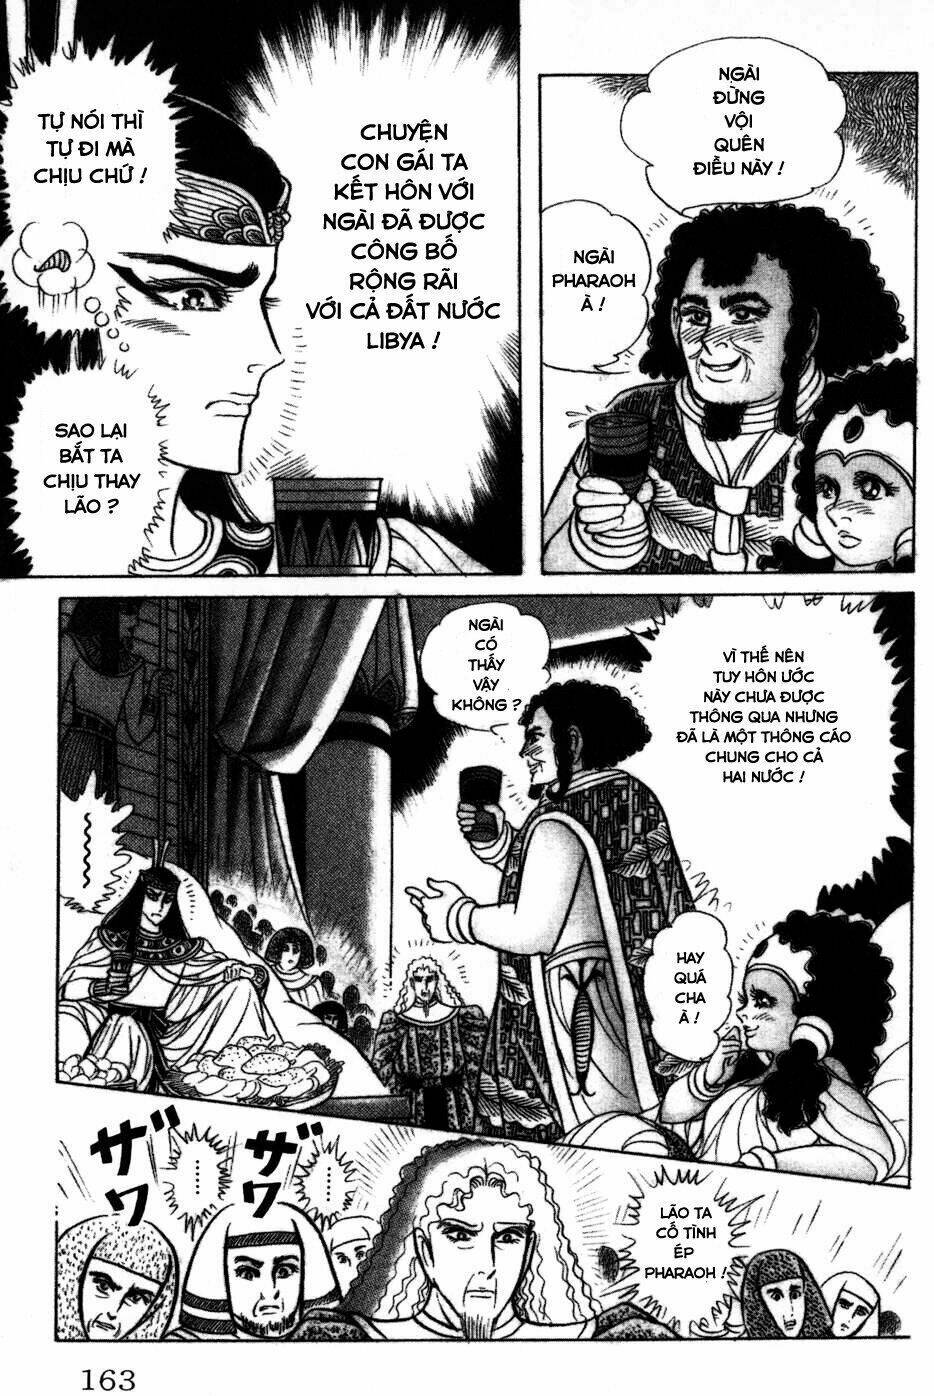 NGÀI
ĐỪNG
VỘI
QUÊN
ĐIỀU NÀY !
NGÀI
PHARAOH
À !
CHUYỆN
CON GÁI TA
KẾT HÔN VỚI
NGÀI ĐÃ ĐƯỢC
CÔNG BỐ
RỘNG RÃI
VỚI CẢ ĐẤT NƯỚC
LIBYA !
TỰ NÓI THÌ
TỰ ĐI MÀ
CHỊU CHỨ !
SAO LẠI
BẮT TA
CHỊU THAY
LÃO ?
VÌ THẾ NÊN
TUY HÔN ƯỚC
NÀY CHƯA ĐƯỢC
THÔNG QUA NHƯNG
ĐÃ LÀ MỘT THÔNG CÁO
CHUNG CHO CẢ
HAI NƯỚC !
NGÀI
CÓ
THẤY
VẬY
KHÔNG ?
HAY
QUÁ
CHA
À !
ザワ
ザワ
LÃO TA
CỐ TÌNH
ÉP
PHARAOH !
163